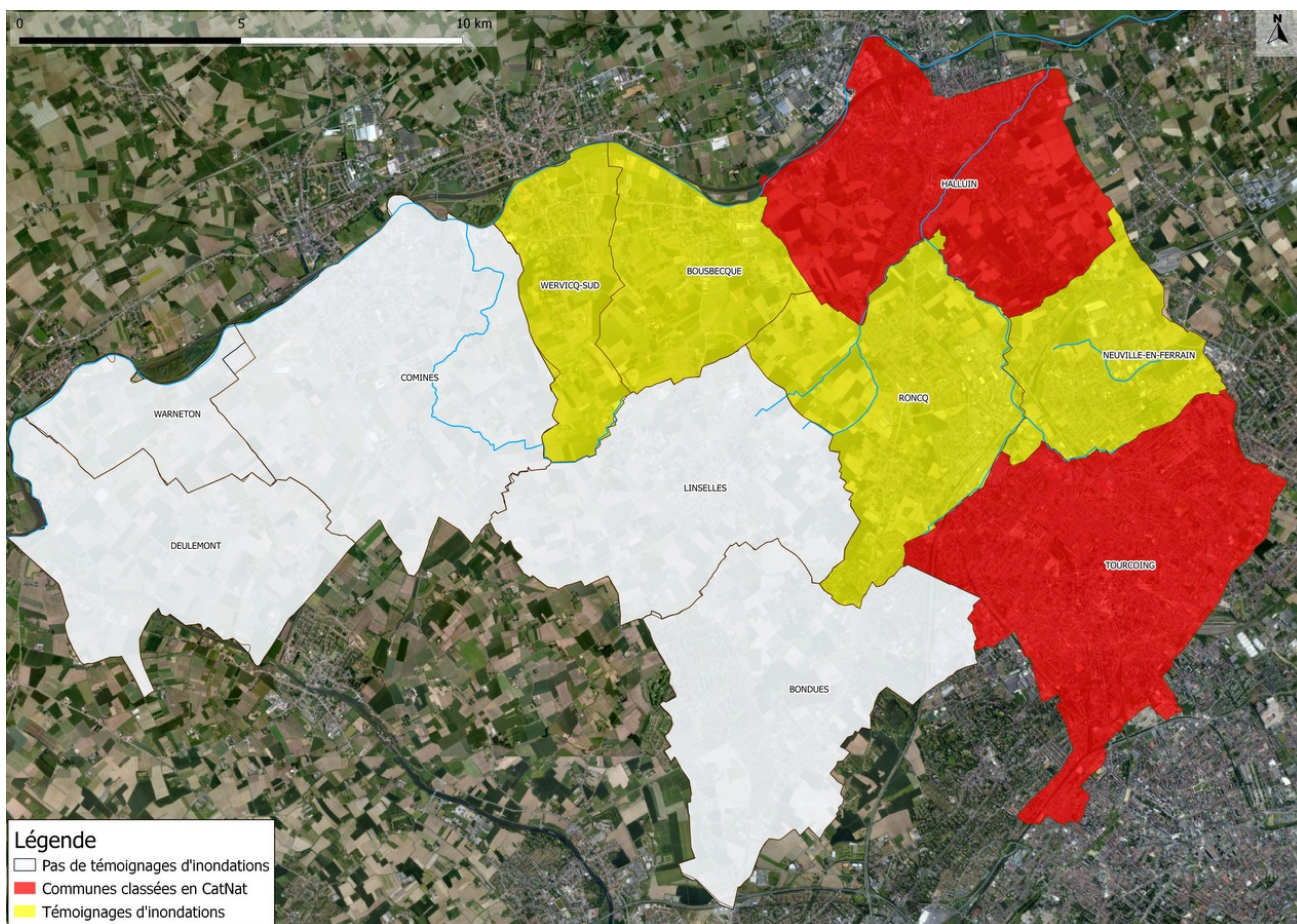 0 5 10 km
N
HALLUIN
WERVICQ-SUD
BOUSBECQUE
NEUVILLE-EN-FERRAIN
COMINES
RONCQ
WARNETON
LINSELLES
DEULEMONT
TOURCOING
BONDUES
Légende
Pas de témoignages d'inondations
Communes classées en CatNat
Témoignages d'inondations